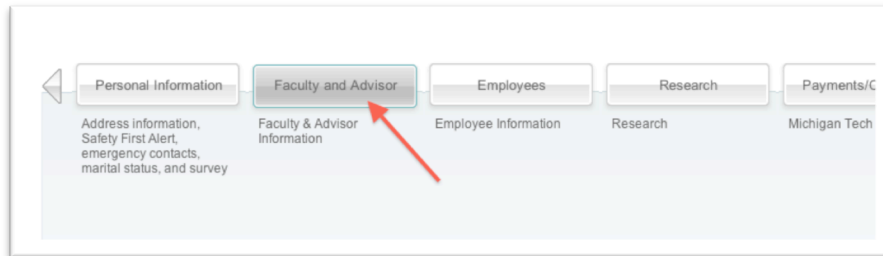 Personal Information
Faculty and Advisor
Employees
Research
Payments/
Address information,
Safety First Alert,
emergency contacts,
marital status, and survey
Faculty & Advisor
Information
Employee Information
Research
Michigan Tech